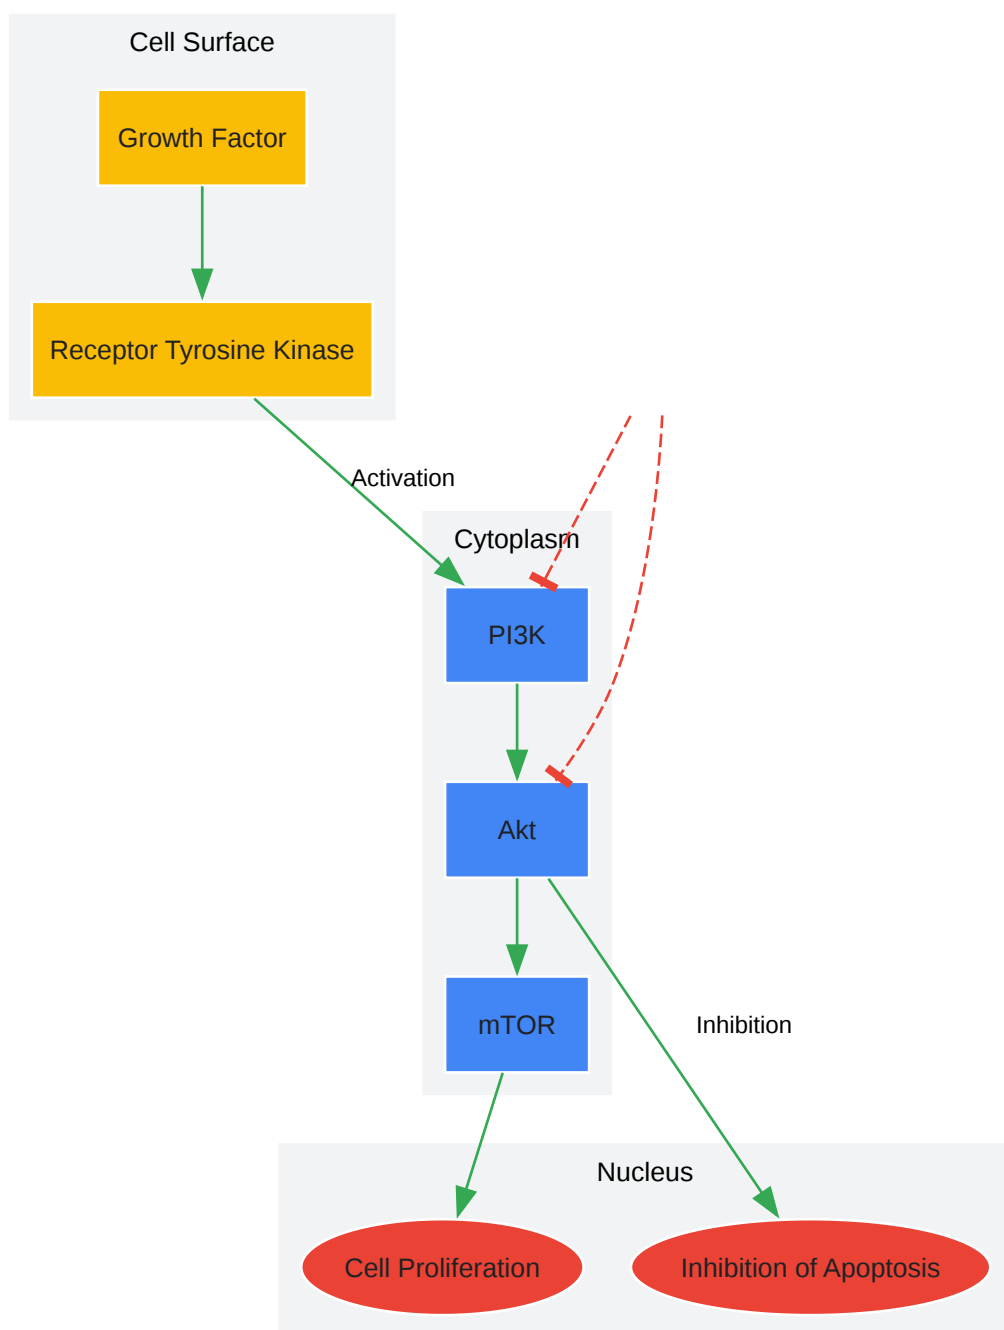 Cell Surface
Growth Factor
Receptor Tyrosine Kinase
Activation
Cytoplasm
PI3K
Akt
mTOR
Inhibition
Nucleus
Cell Proliferation
Inhibition of Apoptosis